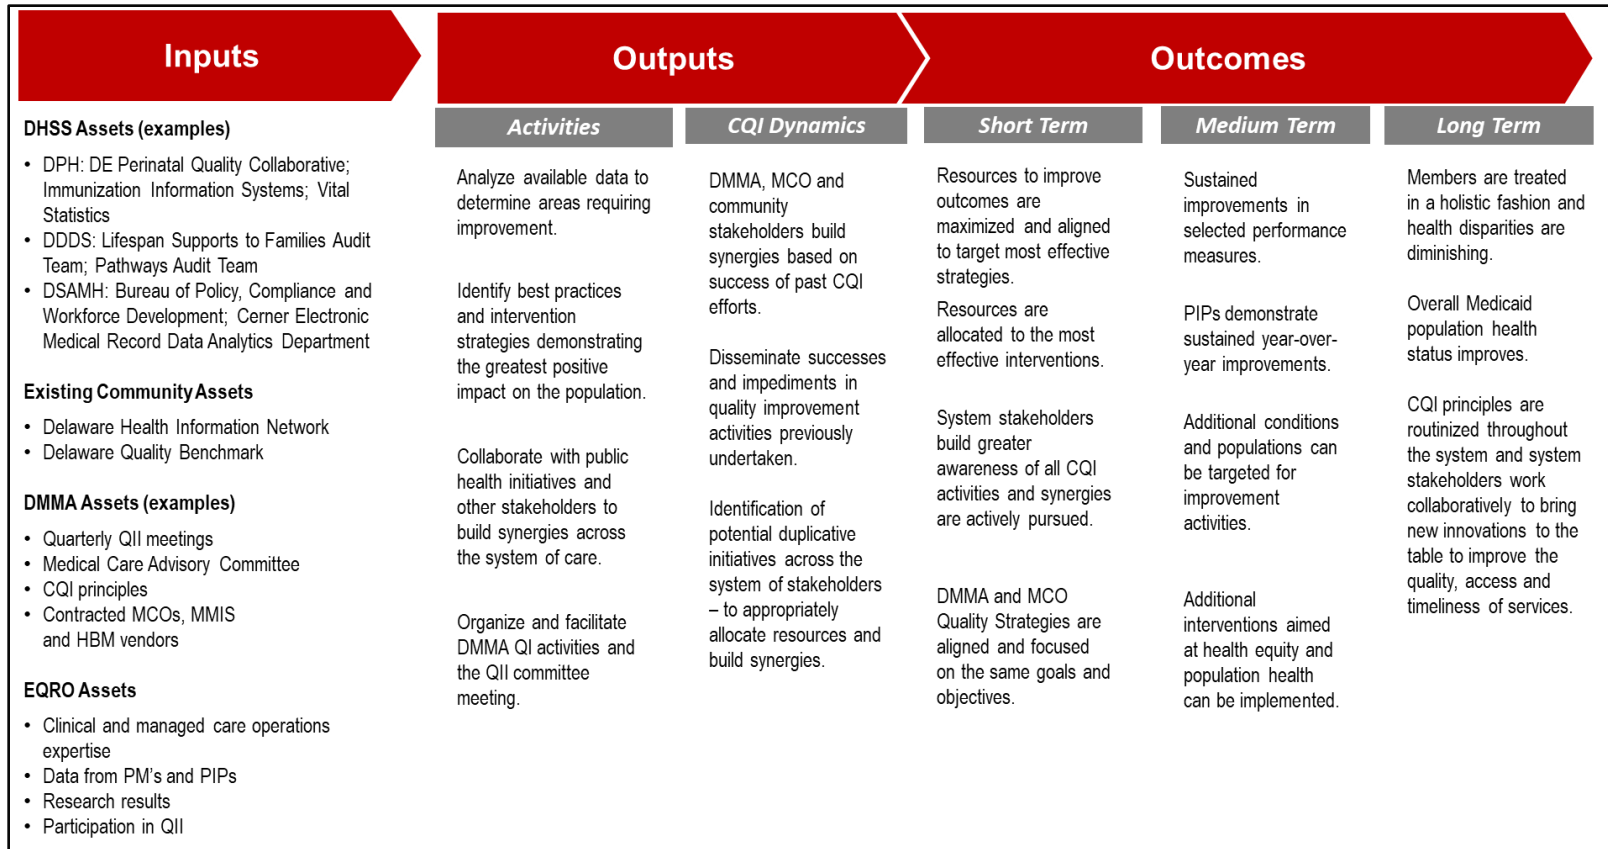 Inputs
Outputs
Outcomes
DHSS Assets (examples)
• DPH: DE Perinatal Quality Collaborative;
Immunization Information Systems; Vital
Statistics
• DDDS: Lifespan Supports to Families Audit
Team; Pathways Audit Team
• DSAMH: Bureau of Policy, Compliance and
Workforce Development; Cerner Electronic
Medical Record Data Analytics Department
Existing Community Assets
• Delaware Health Information Network
• Delaware Quality Benchmark
DMMA Assets (examples)
• Quarterly QII meetings
• Medical Care Advisory Committee
• CQI principles
• Contracted MCOs, MMIS
and HBM vendors
EQRO Assets
• Clinical and managed care operations
expertise
• Data from PM's and PIPs
• Research results
• Participation in QII
Activities
Analyze available data to
determine areas requiring
improvement.
Identify best practices
and intervention
strategies demonstrating
the greatest positive
impact on the population.
Collaborate with public
health initiatives and
other stakeholders to
build synergies across
the system of care.
Organize and facilitate
DMMA QI activities and
the QII committee
meeting.
CQI Dynamics
DMMA, MCO and
community
stakeholders build
synergies based on
success of past CQI
efforts.
Disseminate successes
and impediments in
quality improvement
activities previously
undertaken.
Identification of
potential duplicative
initiatives across the
system of stakeholders
– to appropriately
allocate resources and
build synergies.
Short Term
Resources to improve
outcomes are
maximized and aligned
to target most effective
strategies.
Resources are
allocated to the most
effective interventions.
System stakeholders
build greater
awareness of all CQI
activities and synergies
are actively pursued.
DMMA and MCO
Quality Strategies are
aligned and focused
on the same goals and
objectives.
Medium Term
Sustained
improvements in
selected performance
measures.
PIPs demonstrate
sustained year-over-
year improvements.
Additional conditions
and populations can
be targeted for
improvement
activities.
Additional
interventions aimed
at health equity and
population health
can be implemented.
Long Term
Members are treated
in a holistic fashion and
health disparities are
diminishing.
Overall Medicaid
population health
status improves.
CQI principles are
routinized throughout
the system and system
stakeholders work
collaboratively to bring
new innovations to the
table to improve the
quality, access and
timeliness of services.